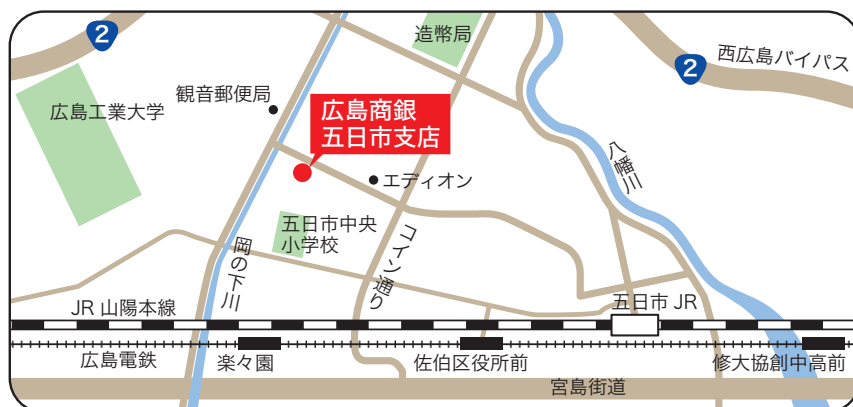 2
造幣局
西広島バイパス
2
観音郵便局
広島工業大学
広島商銀
五日市支店
エディオン
八幡川
五日市中央
小学校
岡の下川
コイン通り
JR 山陽本線
五日市 JR
広島電鉄
楽々園
佐伯区役所前
修大協創中高前
宮島街道